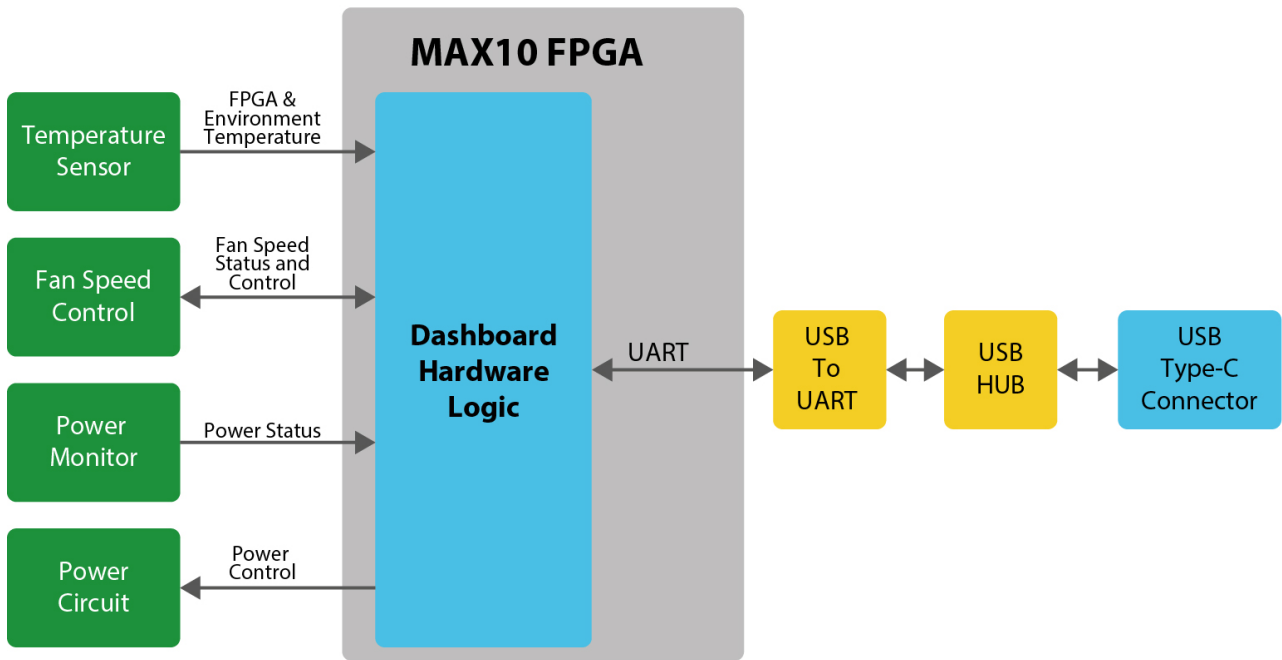 MAX10 FPGA
Temperature
Sensor
FPGA &
Environment
Temperature
Fan Speed
Control
Fan Speed
Status and
Control
Power
Monitor
Power Status
Power
Circuit
Power
Control
Dashboard
Hardware
Logic
UART
USB
To
UART
USB
HUB
USB
Type-C
Connector